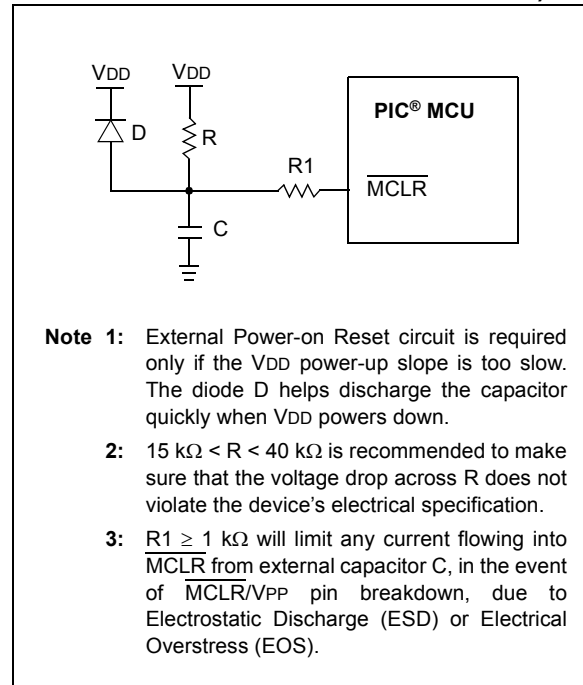 VDD VDD
PIC® MCU
D
R
R1
MCLR
C
Note 1: External Power-on Reset circuit is required
only if the VDD power-up slope is too slow.
The diode D helps discharge the capacitor
quickly when VDD powers down.
2: 15 kΩ < R < 40 kΩ is recommended to make
sure that the voltage drop across R does not
violate the device's electrical specification.
3: R1 ≥ 1 kΩ will limit any current flowing into
MCLR from external capacitor C, in the event
of MCLR/VPP pin breakdown, due to
Electrostatic Discharge (ESD) or Electrical
Overstress (EOS).